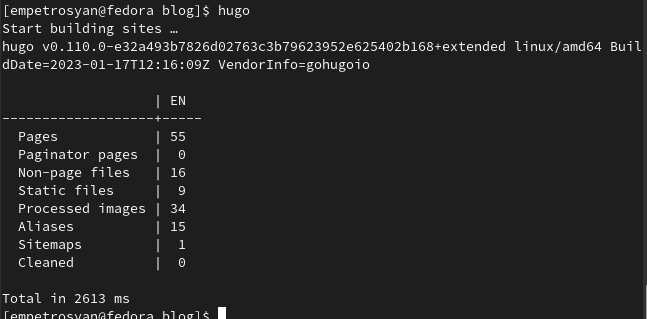 [empetrosyan@fedora blog]$ hugo
Start building sites …
hugo v0.110.0-e32a493b7826d02763c3b79623952e625402b168+extended linux/amd64 Buil
dDate=2023-01-17T12:16:09Z VendorInfo=gohugoio

                   | EN
-------------------+-----
  Pages            | 55
  Paginator pages  |  0
  Non-page files   | 16
  Static files     |  9
  Processed images | 34
  Aliases          | 15
  Sitemaps         |  1
  Cleaned          |  0

Total in 2613 ms
[empetrosyan@fedora blog]$